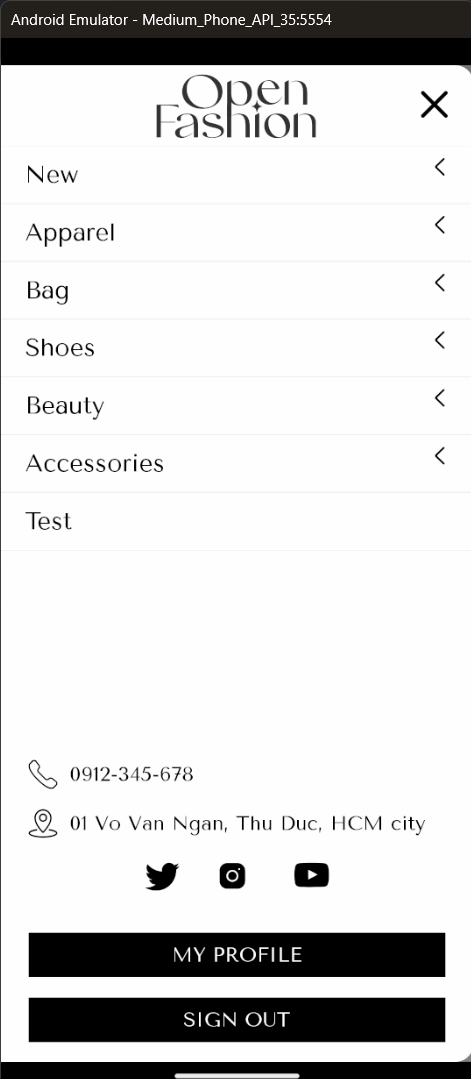 Android Emulator - Medium_Phone_API_35:5554
Open
Fashion
New
Apparel
Bag
Shoes
Beauty
Accessories
Test
0912-345-678
01 Vo Van Ngan, Thu Duc, HCM city
MY PROFILE
SIGN OUT